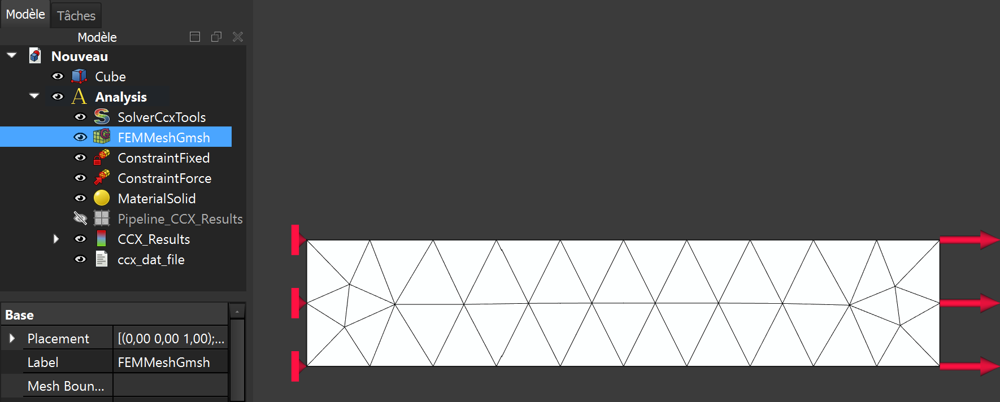 Modèle Tâches
Modèle
Nouveau
Cube
Analysis
SolverCcxTools
FEMMeshGmsh
ConstraintFixed
ConstraintForce
MaterialSolid
Pipeline_CCX_Results
CCX_Results
ccx_dat_file
Base
Placement [(0,00 0,00 1,00);...
Label FEMMeshGmsh
Mesh Boun...